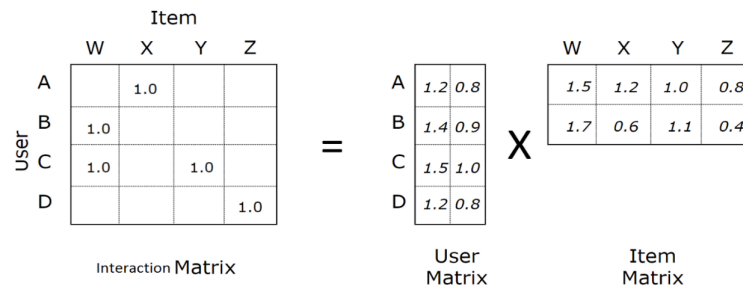 Item
W X Y Z
User
A 1.0
B 1.0
C 1.0 1.0
D 1.0
Interaction Matrix
=
A 1.2 0.8
B 1.4 0.9
C 1.5 1.0
D 1.2 0.8
User
Matrix
X
W X Y Z
1.5 1.2 1.0 0.8
1.7 0.6 1.1 0.4
Item
Matrix